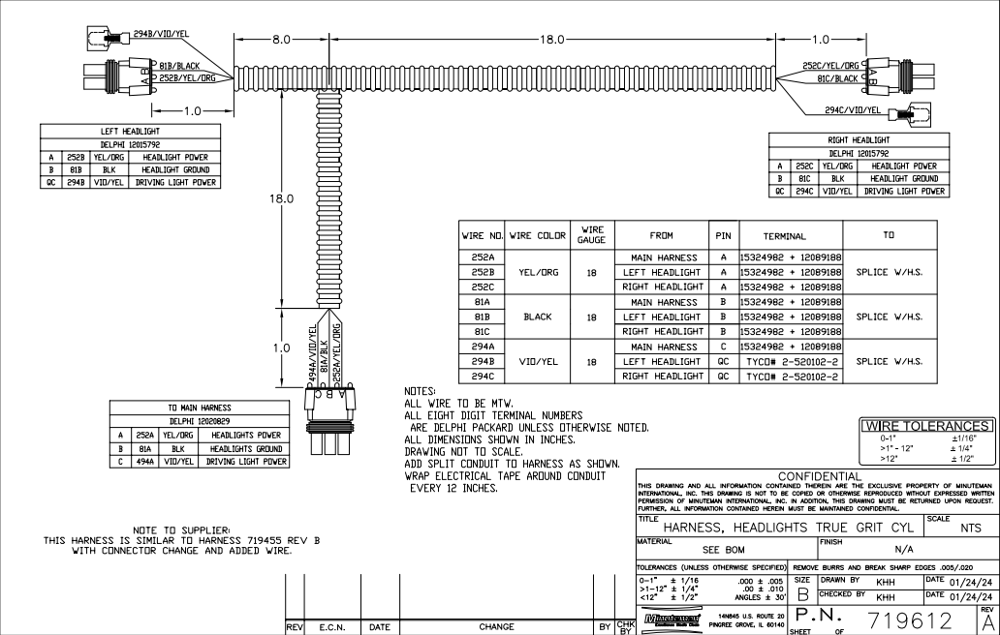 294B/VIO/YEL
8.0
18.0
1.0
81B/BLACK
252B/YEL/ORG
A
B
252C/YEL/ORG
81C/BLACK
A
B
1.0
294C/VIO/YEL
LEFT HEADLIGHT
DELPHI 12015792
A 252B YEL/ORG HEADLIGHT POWER
B 81B BLK HEADLIGHT GROUND
QC 294B VIO/YEL DRIVING LIGHT POWER
RIGHT HEADLIGHT
DELPHI 12015792
A 252C YEL/ORG HEADLIGHT POWER
B 81C BLK HEADLIGHT GROUND
QC 294C VIO/YEL DRIVING LIGHT POWER
18.0
WIRE NO. WIRE COLOR WIRE GAUGE FROM PIN TERMINAL TO
252A MAIN HARNESS A 15324982 + 12089188
252B YEL/ORG 18 LEFT HEADLIGHT A 15324982 + 12089188 SPLICE W/H.S.
252C RIGHT HEADLIGHT A 15324982 + 12089188
81A MAIN HARNESS B 15324982 + 12089188
81B BLACK 18 LEFT HEADLIGHT B 15324982 + 12089188 SPLICE W/H.S.
81C RIGHT HEADLIGHT B 15324982 + 12089188
294A MAIN HARNESS C 15324982 + 12089188
294B VIO/YEL 18 LEFT HEADLIGHT QC TYCO# 2-520102-2 SPLICE W/H.S.
294C RIGHT HEADLIGHT QC TYCO# 2-520102-2
1.0
494A/VIO/YEL
81A/BLK
252A/YEL/ORG
C B A
TO MAIN HARNESS
DELPHI 12020829
A 252A YEL/ORG HEADLIGHTS POWER
B 81A BLK HEADLIGHTS GROUND
C 494A VIO/YEL DRIVING LIGHT POWER
NOTES:
ALL WIRE TO BE MTW.
ALL EIGHT DIGIT TERMINAL NUMBERS
ARE DELPHI PACKARD UNLESS OTHERWISE NOTED.
ALL DIMENSIONS SHOWN IN INCHES.
DRAWING NOT TO SCALE.
ADD SPLIT CONDUIT TO HARNESS AS SHOWN.
WRAP ELECTRICAL TAPE AROUND CONDUIT
EVERY 12 INCHES.
WIRE TOLERANCES
0-1" ±1/16"
>1" - 12" ± 1/4"
>12" ± 1/2"
NOTE TO SUPPLIER:
THIS HARNESS IS SIMILAR TO HARNESS 719455 REV B
WITH CONNECTOR CHANGE AND ADDED WIRE.
CONFIDENTIAL
THIS DRAWING AND ALL INFORMATION CONTAINED THEREIN ARE THE EXCLUSIVE PROPERTY OF MINUTEMAN
INTERNATIONAL, INC. THIS DRAWING IS NOT TO BE COPIED OR OTHERWISE REPRODUCED WITHOUT EXPRESSED WRITTEN
PERMISSION OF MINUTEMAN INTERNATIONAL, INC. IN ADDITION, THIS DRAWING MUST BE RETURNED UPON REQUEST.
FURTHER, ALL INFORMATION CONTAINED HEREIN MUST BE MAINTAINED CONFIDENTIAL.
TITLE HARNESS, HEADLIGHTS TRUE GRIT CYL
SCALE NTS
MATERIAL SEE BOM
FINISH N/A
TOLERANCES (UNLESS OTHERWISE SPECIFIED)
REMOVE BURRS AND BREAK SHARP EDGES .005/.020
0-1" ± 1/16 .000 ± .005
>1-12" ± 1/4" .00 ± .010
<12" ± 1/2" ANGLES ± 30'
SIZE B
DRAWN BY KHH DATE 01/24/24
CHECKED BY KHH DATE 01/24/24
Minuteman
14N845 U.S. ROUTE 20
PINGREE GROVE, IL 60140
P.N. 719612
REV A
SHEET OF
REV E.C.N. DATE CHANGE BY CHK BY